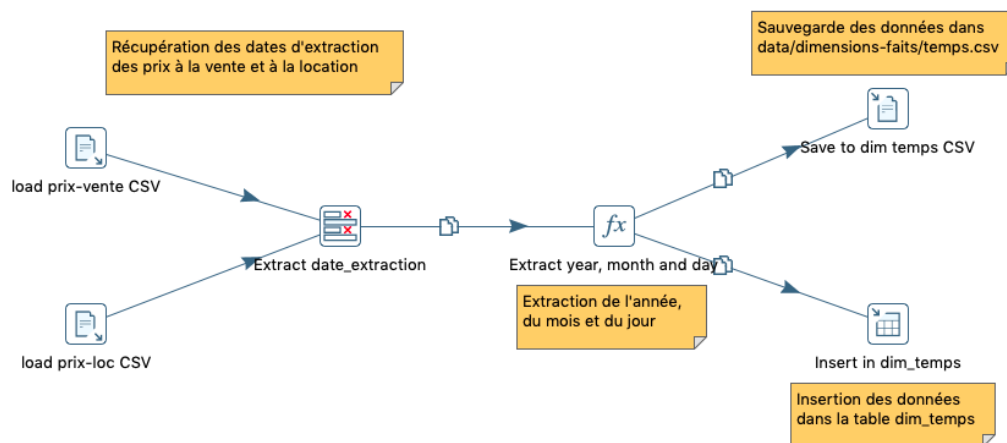 Récupération des dates d'extraction
des prix à la vente et à la location
Sauvegarde des données dans
data/dimensions-faits/temps.csv
load prix-vente CSV
Save to dim temps CSV
Extract date_extraction
fx
Extract year, month and day
Extraction de l'année,
du mois et du jour
load prix-loc CSV
Insert in dim_temps
Insertion des données
dans la table dim_temps